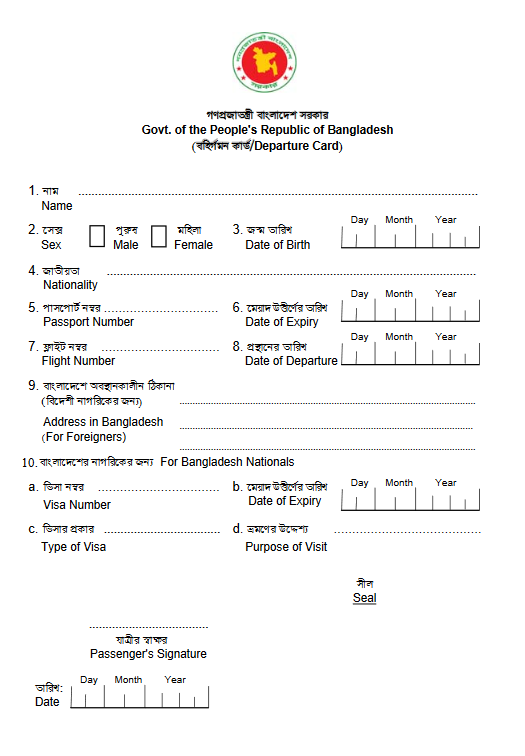 গণপ্রজাতন্ত্রী বাংলাদেশ সরকার
Govt. of the People's Republic of Bangladesh
(বহির্গমন কার্ড/Departure Card)
1. নাম
Name
2. সেক্স পুরুষ মহিলা 3. জন্ম তারিখ Day Month Year
Sex Male Female Date of Birth
4. জাতীয়তা
Nationality
5. পাসপোর্ট নম্বর 6. মেয়াদ উত্তীর্ণের তারিখ Day Month Year
Passport Number Date of Expiry
7. ফ্লাইট নম্বর 8. প্রস্থানের তারিখ Day Month Year
Flight Number Date of Departure
9. বাংলাদেশে অবস্থানকালীন ঠিকানা
(বিদেশী নাগরিকের জন্য)
Address in Bangladesh
(For Foreigners)
10. বাংলাদেশের নাগরিকের জন্য For Bangladesh Nationals
a. ভিসা নম্বর b. মেয়াদ উত্তীর্ণের তারিখ Day Month Year
Visa Number Date of Expiry
c. ভিসার প্রকার d. ভ্রমণের উদ্দেশ্য
Type of Visa Purpose of Visit
সীল
Seal
যাত্রীর স্বাক্ষর
Passenger's Signature
তারিখ: Day Month Year
Date